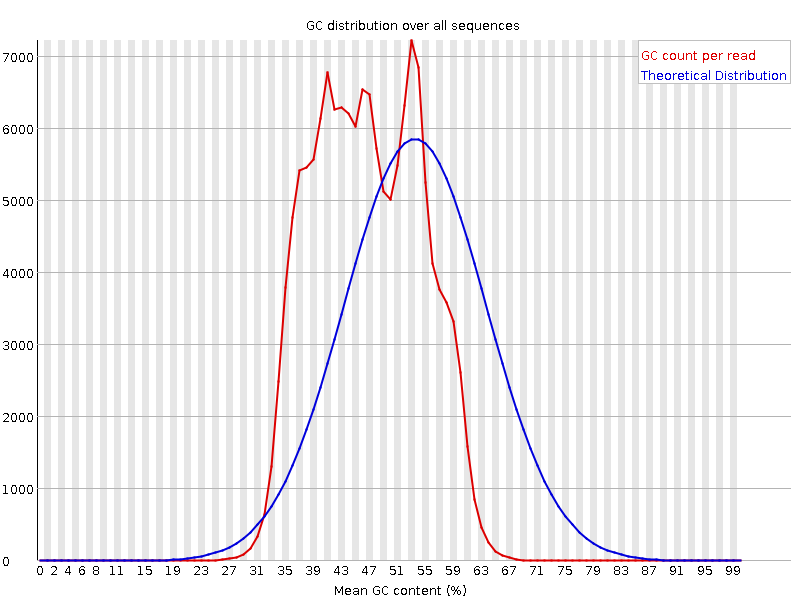 GC distribution over all sequences
GC count per read
Theoretical Distribution
7000
6000
5000
4000
3000
2000
1000
0
0 2 4 6 8 11 15 19 23 27 31 35 39 43 47 51 55 59 63 67 71 75 79 83 87 91 95 99
Mean GC content (%)